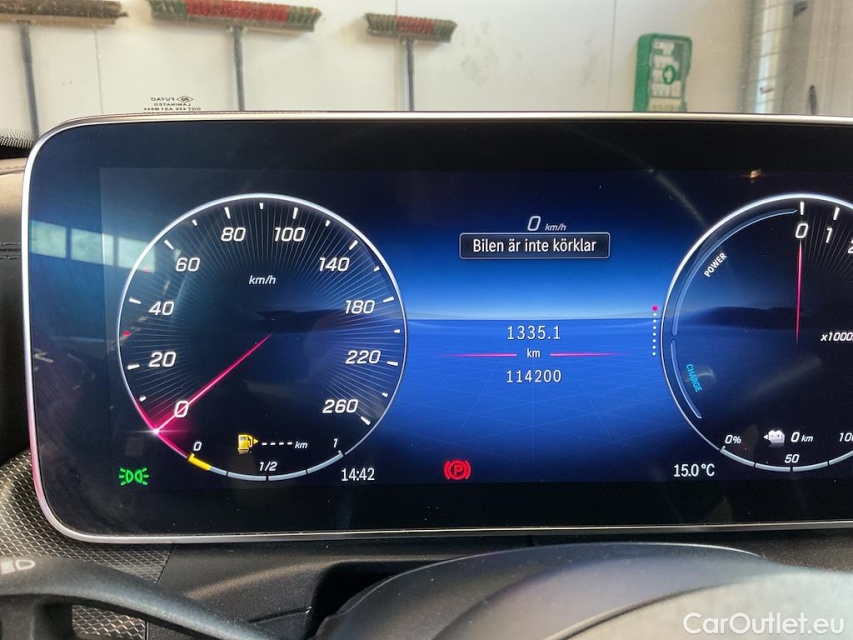 0 km/h
Bilen är inte körklar
1335.1
km
114200
km/h
0
20
40
60
80
100
140
180
220
260
0
1/2
1
---- km
14:42
15.0 °C
POWER
CHARGE
0 1
x1000
0%
50
0 km
CarOutlet.eu